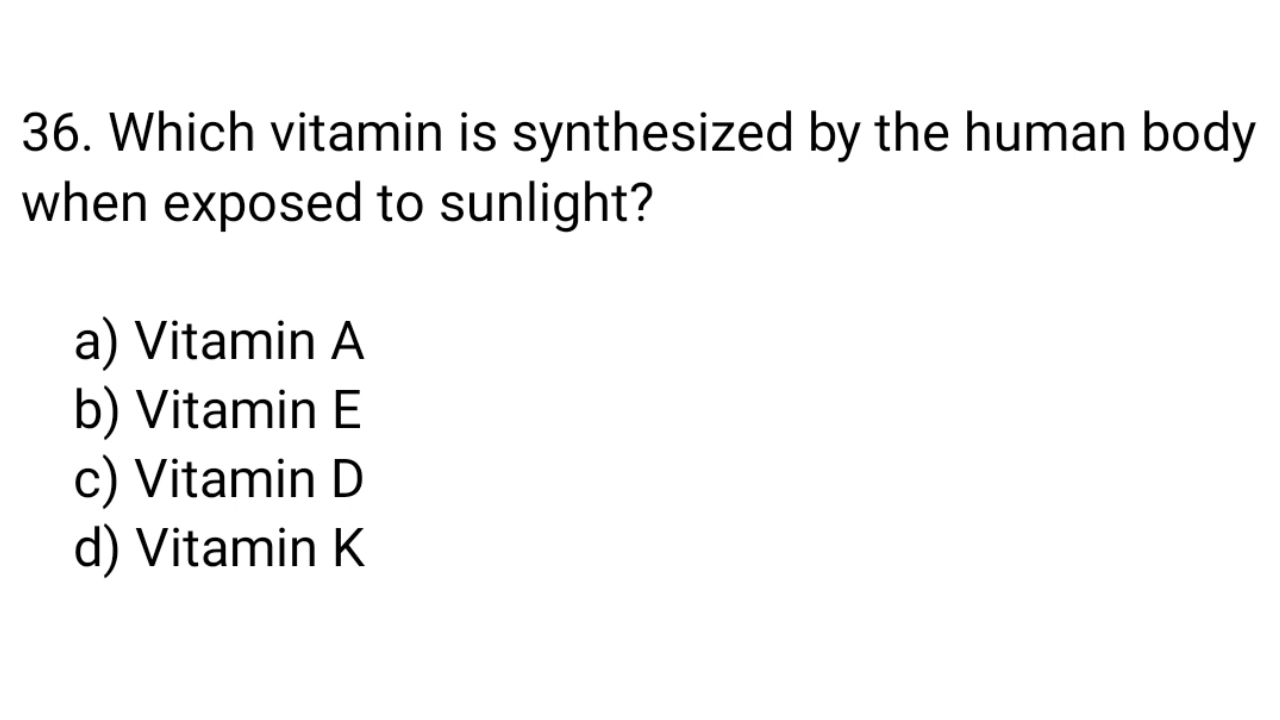 36. Which vitamin is synthesized by the human body
when exposed to sunlight?
a) Vitamin A
b) Vitamin E
c) Vitamin D
d) Vitamin K